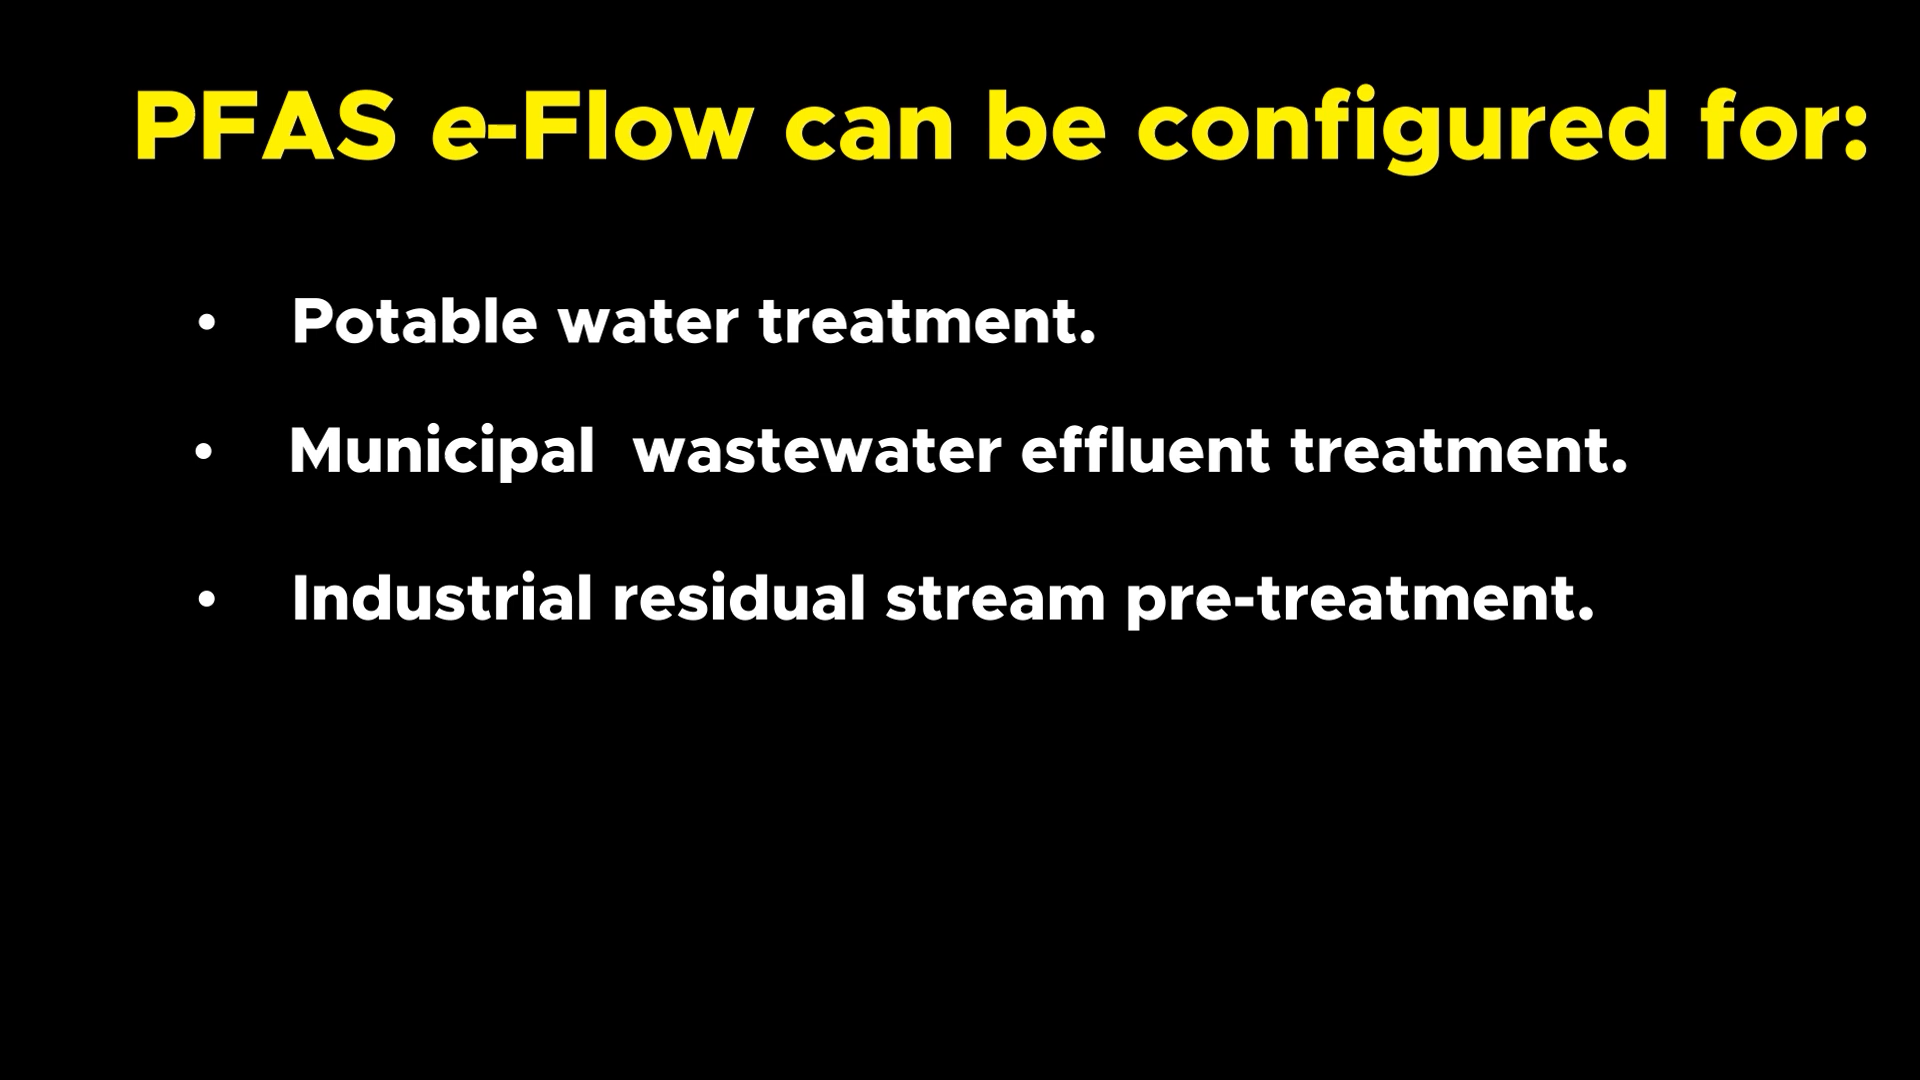 PFAS e-Flow can be configured for:
• Potable water treatment.
• Municipal  wastewater effluent treatment.
• Industrial residual stream pre-treatment.